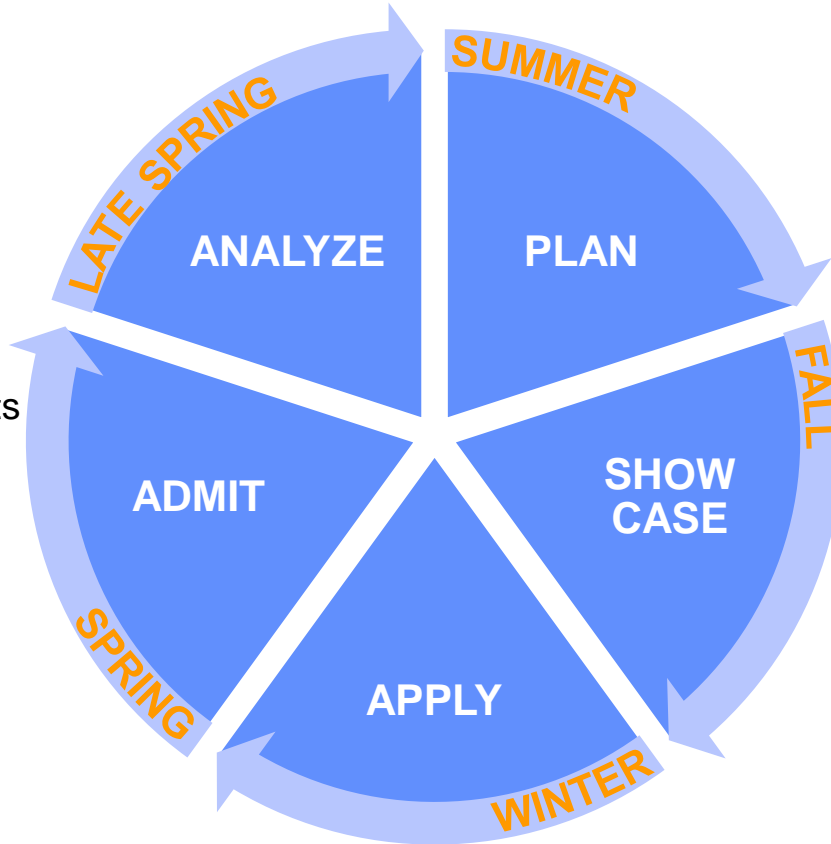 SUMMER
PLAN
FALL
SHOW
CASE
WINTER
APPLY
SPRING
ADMIT
LATE SPRING
ANALYZE